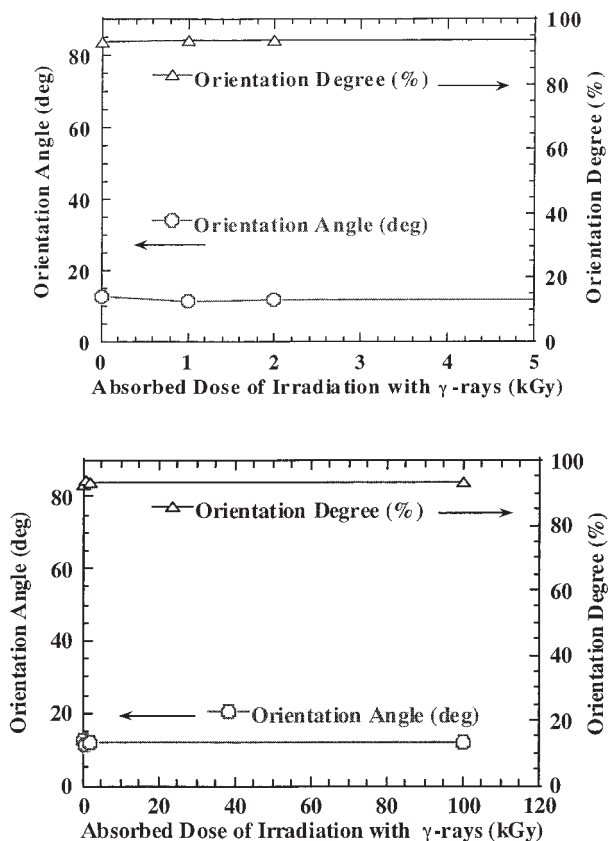 100
80
80
60
60
40
40
20
20
0
0
Orientation Angle (deg)
Orientation Degree (%)
Orientation Degree (%)
Orientation Angle (deg)
0 1 2 3 4 5
Absorbed Dose of Irradiation with γ-rays (kGy)
100
80
80
60
60
40
40
20
20
0
0
Orientation Angle (deg)
Orientation Degree (%)
Orientation Degree (%)
Orientation Angle (deg)
0 20 40 60 80 100 120
Absorbed Dose of Irradiation with γ-rays (kGy)